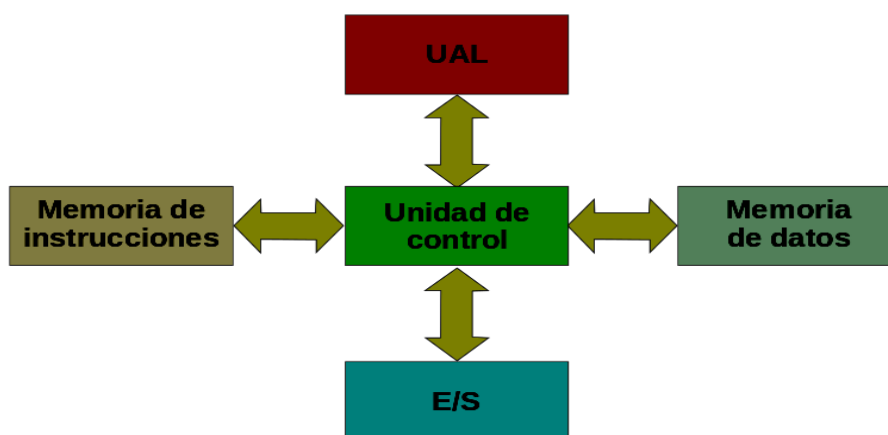 UAL
Memoria de
instrucciones
Unidad de
control
Memoria
de datos
E/S